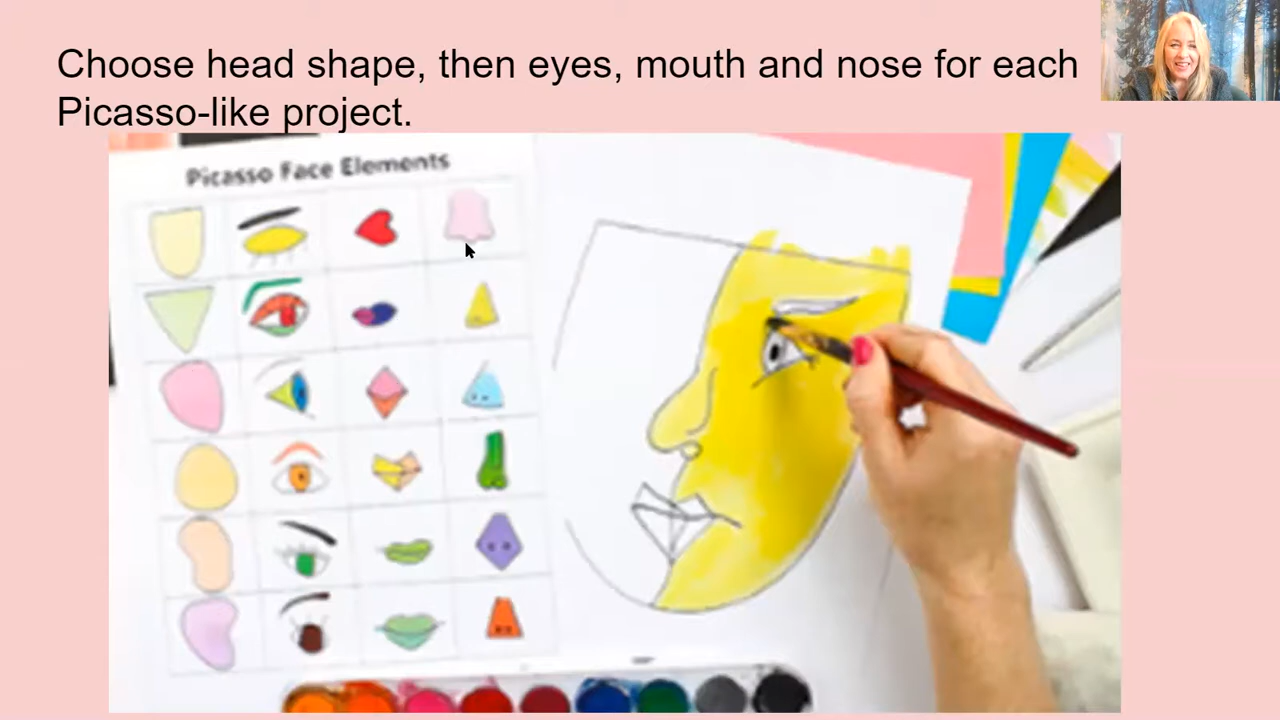 Choose head shape, then eyes, mouth and nose for each
Picasso-like project.
Picasso Face Elements